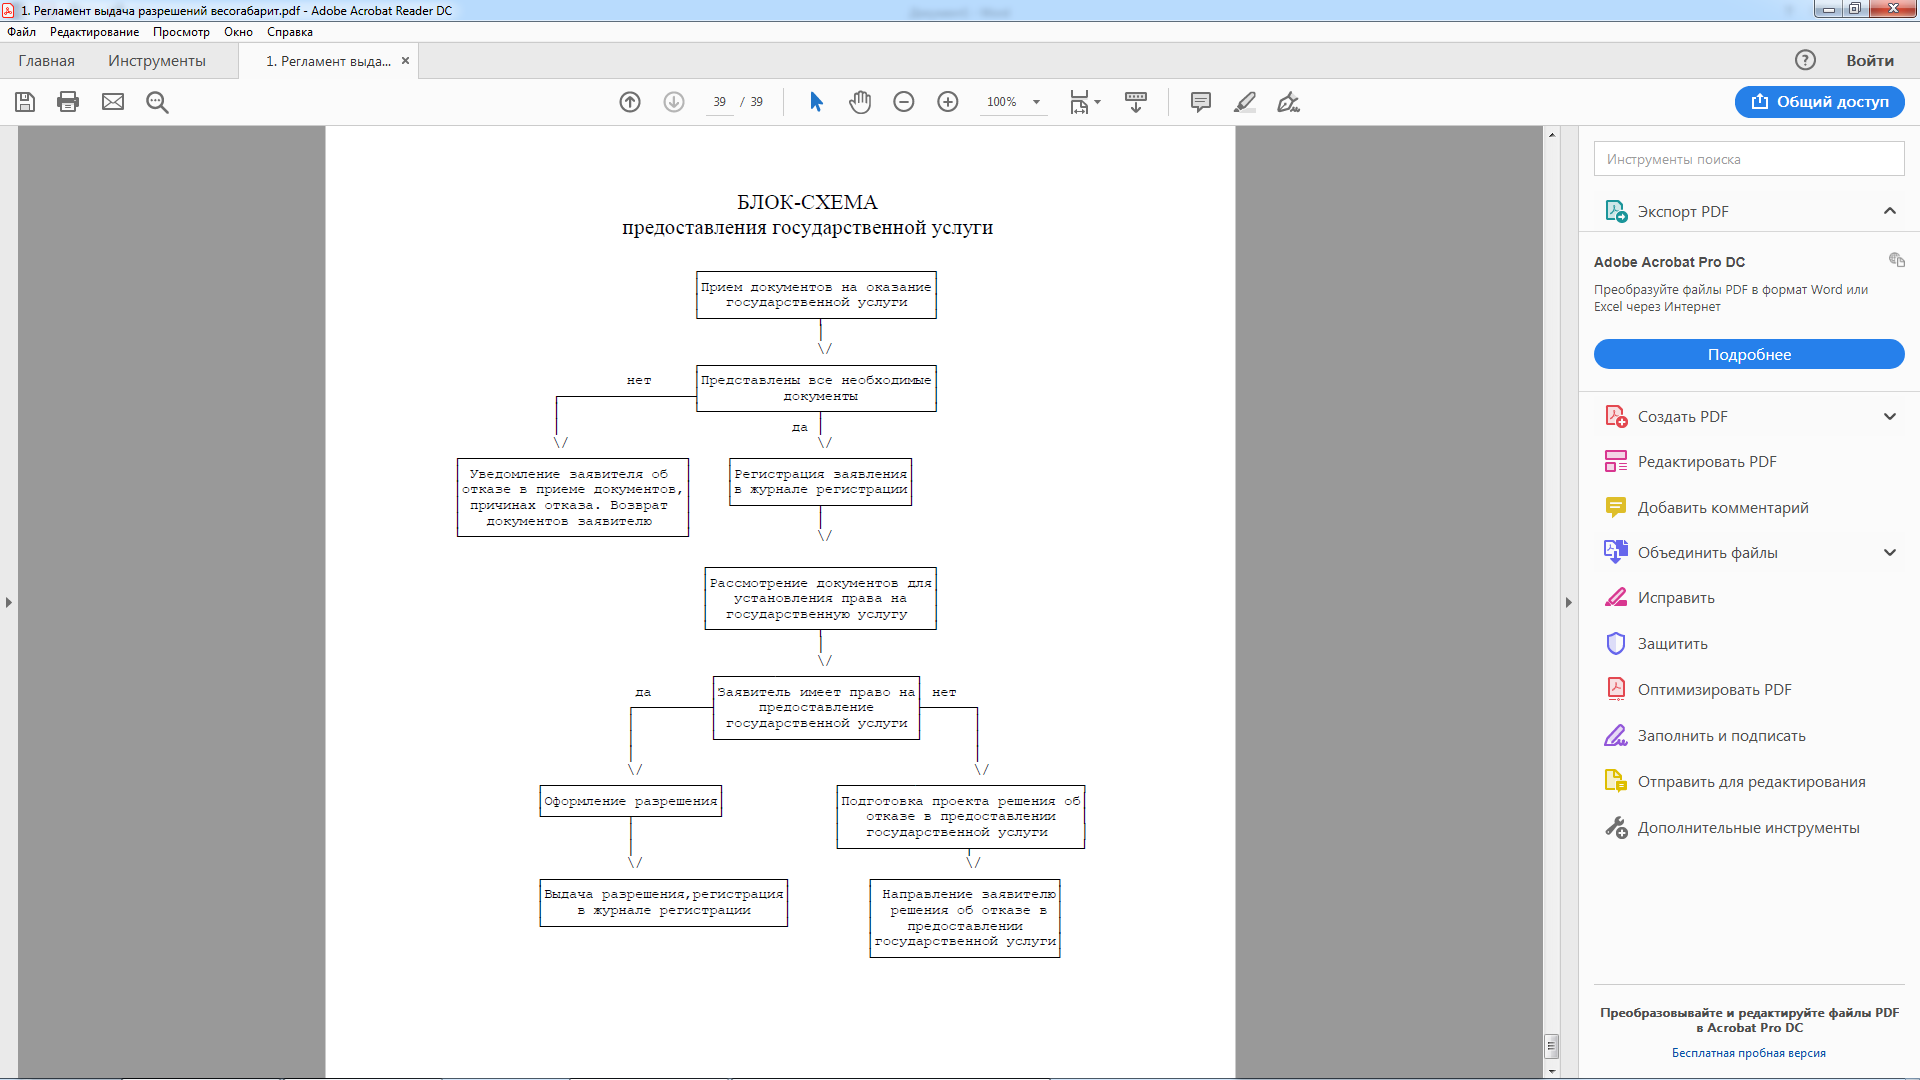 1. Регламент выдача разрешений весогабарит.pdf - Adobe Acrobat Reader DC
Файл Редактирование Просмотр Окно Справка
Главная Инструменты 1. Регламент выда... × ? Войти
39 / 39 100% Общий доступ
БЛОК-СХЕМА
предоставления государственной услуги
Прием документов на оказание
государственной услуги
\/
нет
Представлены все необходимые
документы
да
\/
\/
Уведомление заявителя об
отказе в приеме документов,
причинах отказа. Возврат
документов заявителю
Регистрация заявления
в журнале регистрации
\/
Рассмотрение документов для
установления права на
государственную услугу
\/
да
Заявитель имеет право на
предоставление
государственной услуги
нет
\/
\/
Оформление разрешения
\/
Подготовка проекта решения об
отказе в предоставлении
государственной услуги
\/
Выдача разрешения,регистрация
в журнале регистрации
Направление заявителю
решения об отказе в
предоставлении
государственной услуги
Инструменты поиска
Экспорт PDF
Adobe Acrobat Pro DC
Преобразуйте файлы PDF в формат Word или
Excel через Интернет
Подробнее
Создать PDF
Редактировать PDF
Добавить комментарий
Объединить файлы
Исправить
Защитить
Оптимизировать PDF
Заполнить и подписать
Отправить для редактирования
Дополнительные инструменты
Преобразовывайте и редактируйте файлы PDF
в Acrobat Pro DC
Бесплатная пробная версия